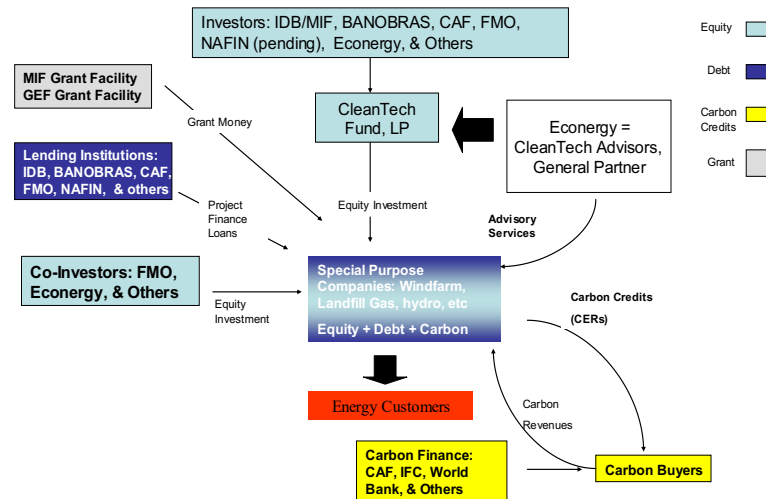 Investors: IDB/MIF, BANOBRAS, CAF, FMO,
NAFIN (pending), Econergy, & Others
Equity
Debt
Carbon
Credits
Grant
MIF Grant Facility
GEF Grant Facility
Grant Money
CleanTech
Fund, LP
Econergy =
CleanTech Advisors,
General Partner
Lending Institutions:
IDB, BANOBRAS, CAF,
FMO, NAFIN, & others
Project
Finance
Loans
Equity Investment
Advisory
Services
Co-Investors: FMO,
Econergy, & Others
Equity
Investment
Special Purpose
Companies: Windfarm,
Landfill Gas, hydro, etc
Equity + Debt + Carbon
Carbon Credits
(CERs)
Energy Customers
Carbon
Revenues
Carbon Finance:
CAF, IFC, World
Bank, & Others
Carbon Buyers